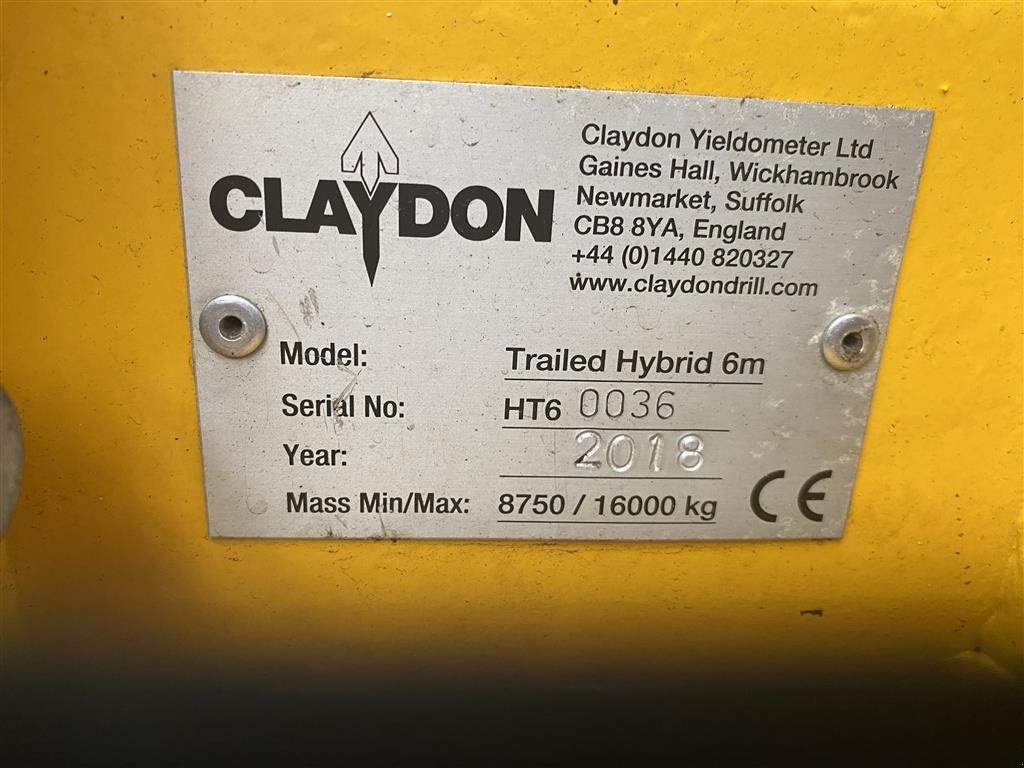 CLAYDON
Claydon Yieldometer Ltd
Gaines Hall, Wickhambrook
Newmarket, Suffolk
CB8 8YA, England
+44 (0)1440 820327
www.claydondrill.com
Model: Trailed Hybrid 6m
Serial No: HT6 0036
Year: 2018
Mass Min/Max: 8750 / 16000 kg CE